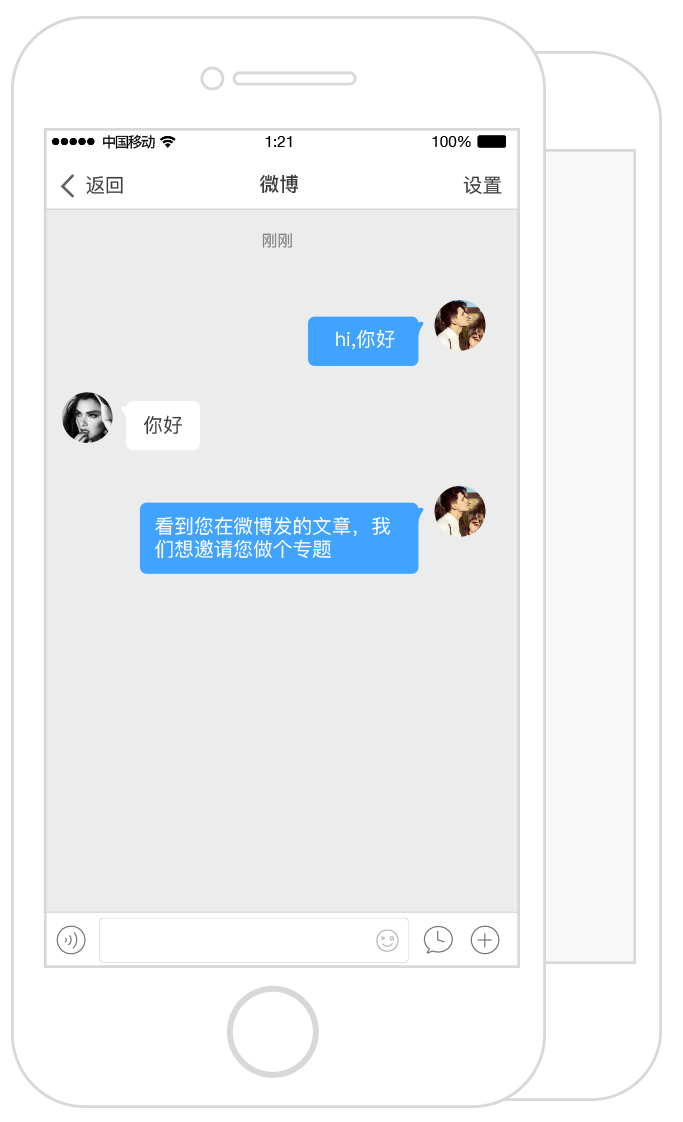 中国移动 1:21 100%
返回 微博 设置
刚刚
hi,你好
你好
看到您在微博发的文章，我
们想邀请您做个专题